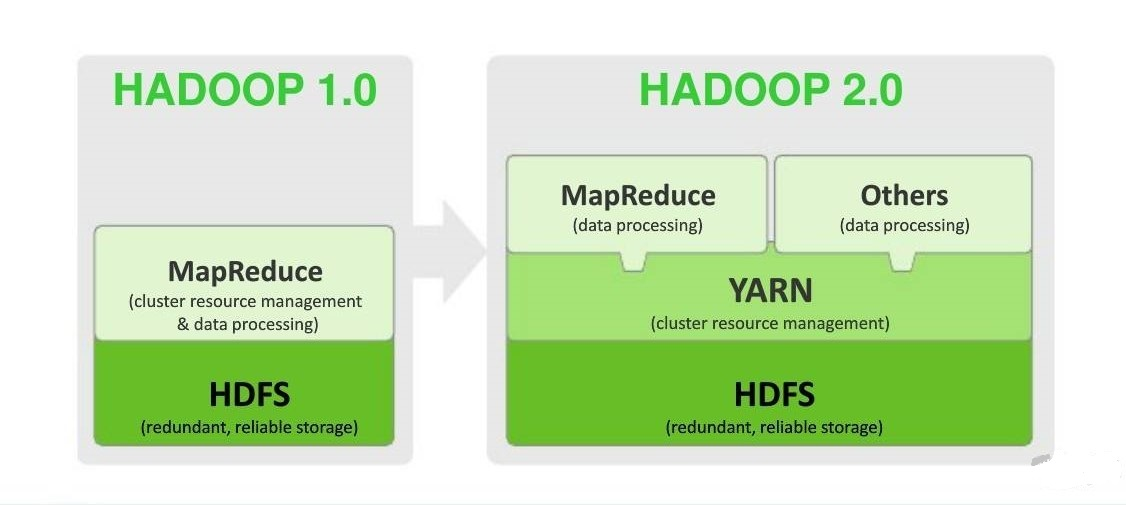 HADOOP 1.0
MapReduce
(cluster resource management
& data processing)
HDFS
(redundant, reliable storage)
HADOOP 2.0
MapReduce
(data processing)
Others
(data processing)
YARN
(cluster resource management)
HDFS
(redundant, reliable storage)